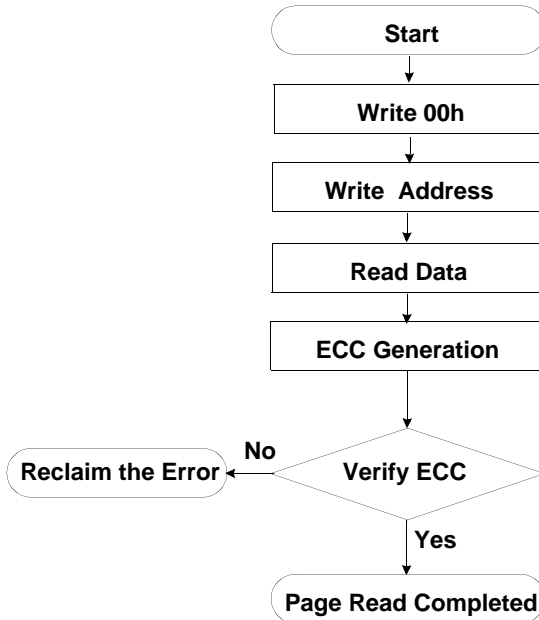 Start
Write 00h
Write Address
Read Data
ECC Generation
No
Reclaim the Error
Verify ECC
Yes
Page Read Completed